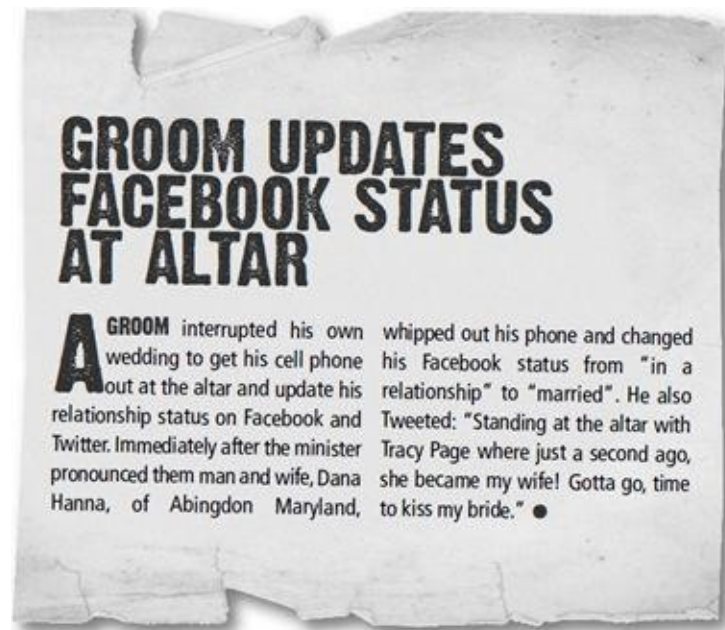 GROOM UPDATES
FACEBOOK STATUS
AT ALTAR
A GROOM interrupted his own
wedding to get his cell phone
out at the altar and update his
relationship status on Facebook and
Twitter. Immediately after the minister
pronounced them man and wife, Dana
Hanna, of Abingdon Maryland,
whipped out his phone and changed
his Facebook status from "in a
relationship" to "married". He also
Tweeted: "Standing at the altar with
Tracy Page where just a second ago,
she became my wife! Gotta go, time
to kiss my bride." ●